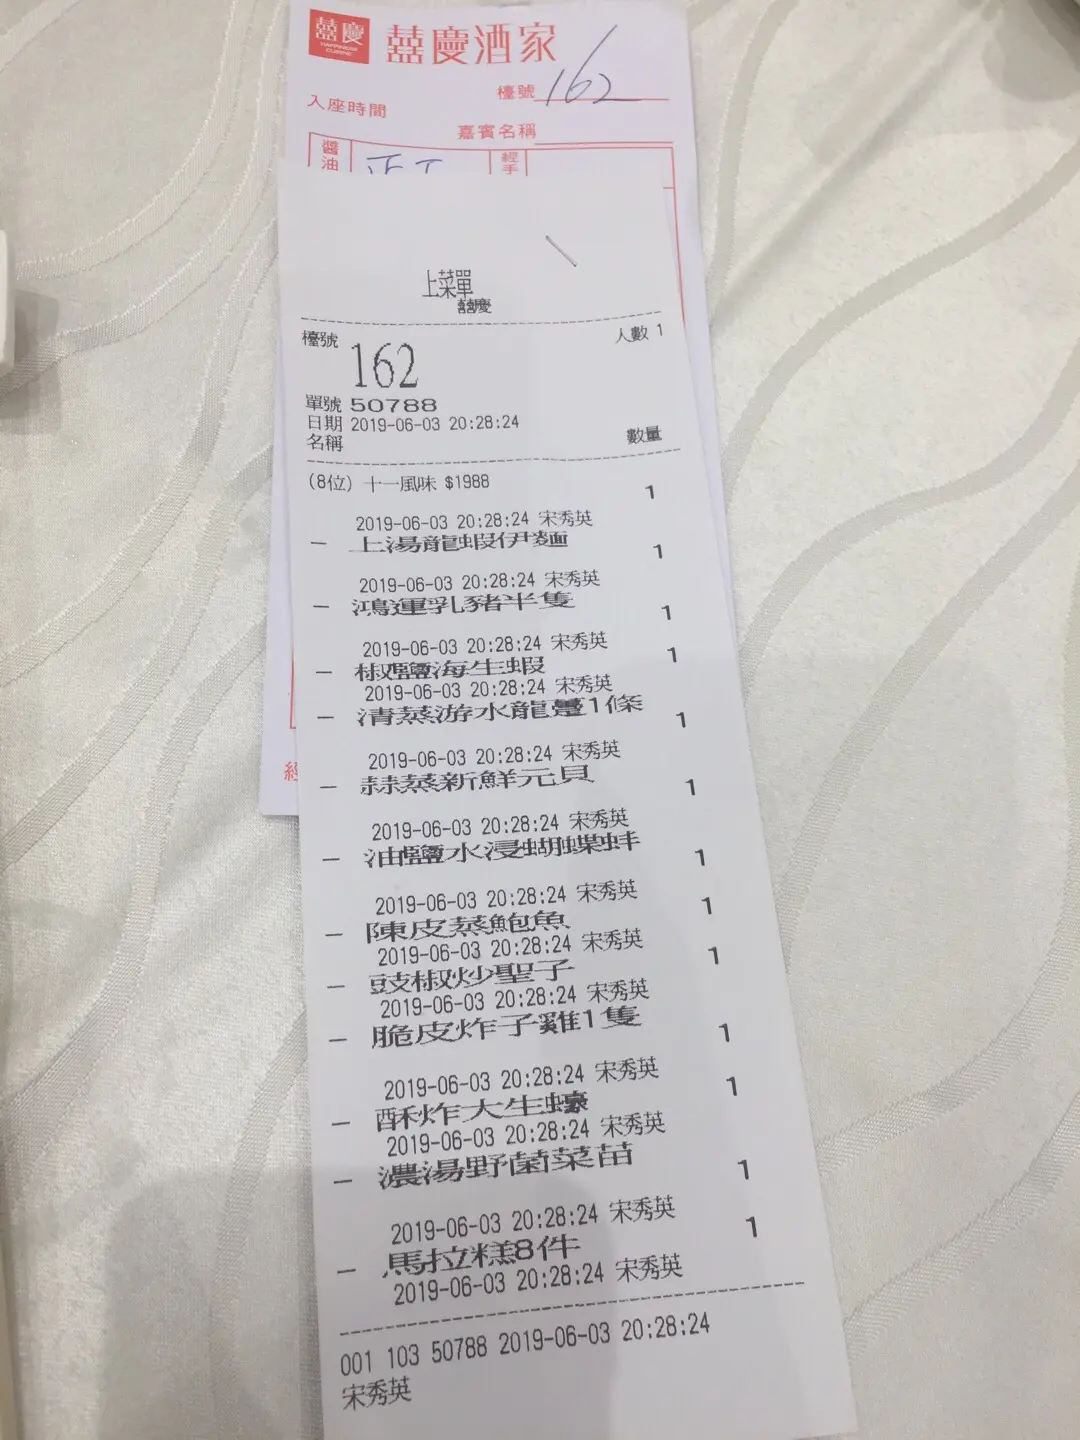 囍慶
HAPPINESS
CUISINE
囍慶酒家
檯號 162
入座時間
嘉賓名稱
醬油
經手
上菜單
囍慶
檯號 162 人數 1
單號 50788
日期 2019-06-03 20:28:24
名稱 數量
(8位) 十一風味 $1988 1
2019-06-03 20:28:24 宋秀英
— 上湯龍蝦伊麵 1
2019-06-03 20:28:24 宋秀英
— 鴻運乳豬半隻 1
2019-06-03 20:28:24 宋秀英
— 椒鹽海生蝦 1
2019-06-03 20:28:24 宋秀英
— 清蒸游水龍躉1條 1
2019-06-03 20:28:24 宋秀英
— 蒜蒸新鮮元貝 1
2019-06-03 20:28:24 宋秀英
— 油鹽水浸蝴蝶蚌 1
2019-06-03 20:28:24 宋秀英
— 陳皮蒸鮑魚 1
2019-06-03 20:28:24 宋秀英
— 豉椒炒聖子 1
2019-06-03 20:28:24 宋秀英
— 脆皮炸子雞1隻 1
2019-06-03 20:28:24 宋秀英
— 酥炸大生蠔 1
2019-06-03 20:28:24 宋秀英
— 濃湯野菌菜苗 1
2019-06-03 20:28:24 宋秀英
— 馬拉糕8件 1
2019-06-03 20:28:24 宋秀英
001 103 50788 2019-06-03 20:28:24
宋秀英